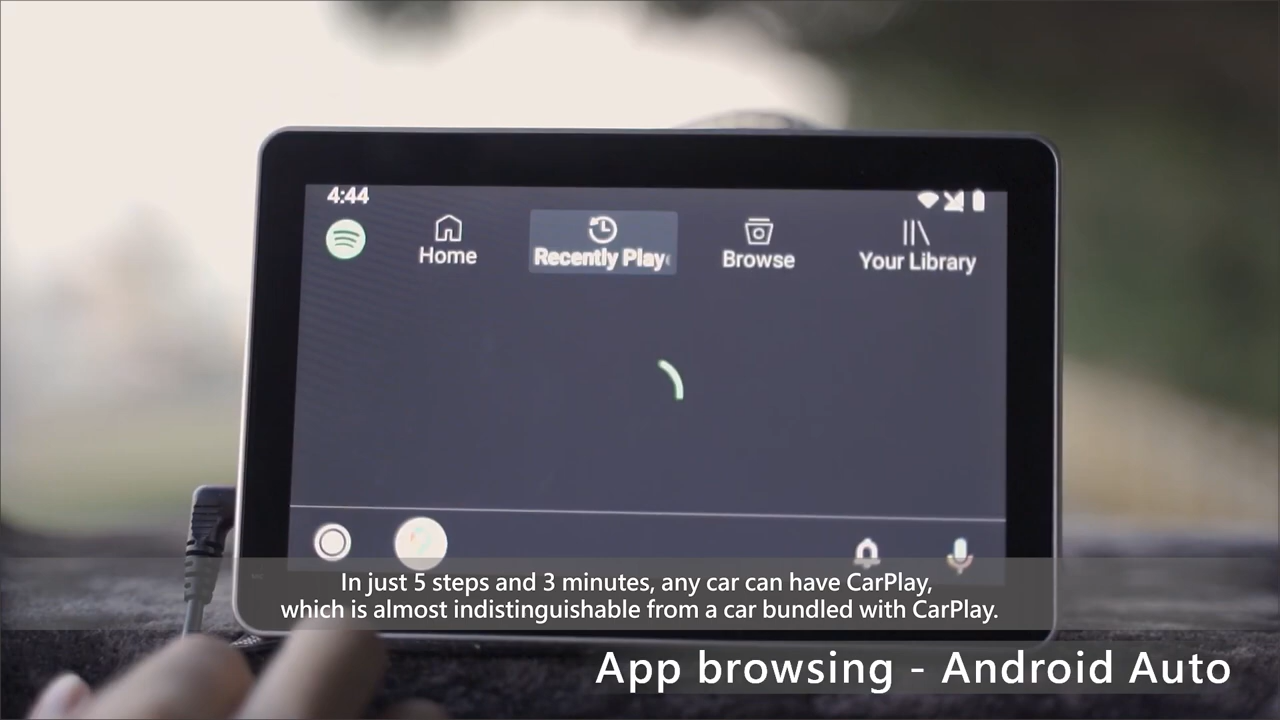 4:44
Home
Recently Play
Browse
Your Library
In just 5 steps and 3 minutes, any car can have CarPlay,
which is almost indistinguishable from a car bundled with CarPlay.
App browsing - Android Auto